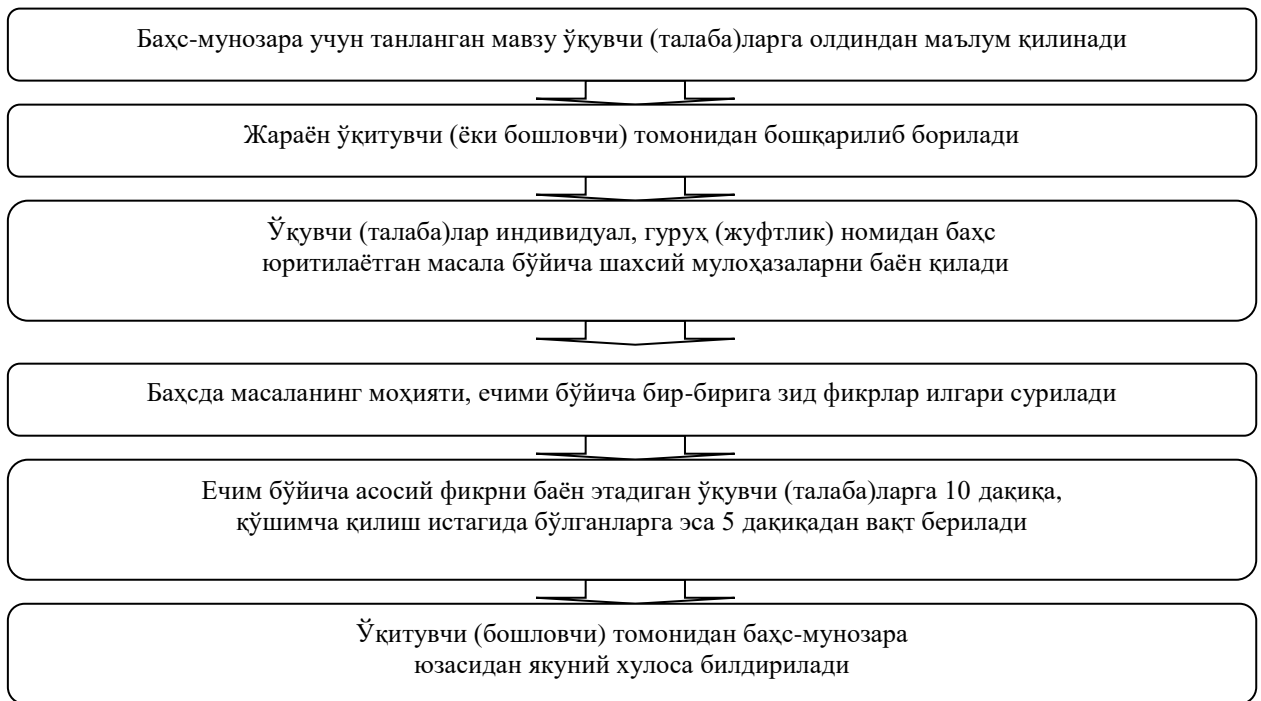 Баҳс-мунозара учун танланган мавзу ўқувчи (талаба)ларга олдиндан маълум қилинади
Жараён ўқитувчи (ёки бошловчи) томонидан бошқарилиб борилади
Ўқувчи (талаба)лар индивидуал, гуруҳ (жуфтлик) номидан баҳс
юритилаётган масала бўйича шахсий мулоҳазаларни баён қилади
Баҳсда масаланинг моҳияти, ечими бўйича бир-бирига зид фикрлар илгари сурилади
Ечим бўйича асосий фикрни баён этадиган ўқувчи (талаба)ларга 10 дақиқа,
қўшимча қилиш истагида бўлганларга эса 5 дақиқадан вақт берилади
Ўқитувчи (бошловчи) томонидан баҳс-мунозара
юзасидан якуний хулоса билдирилади